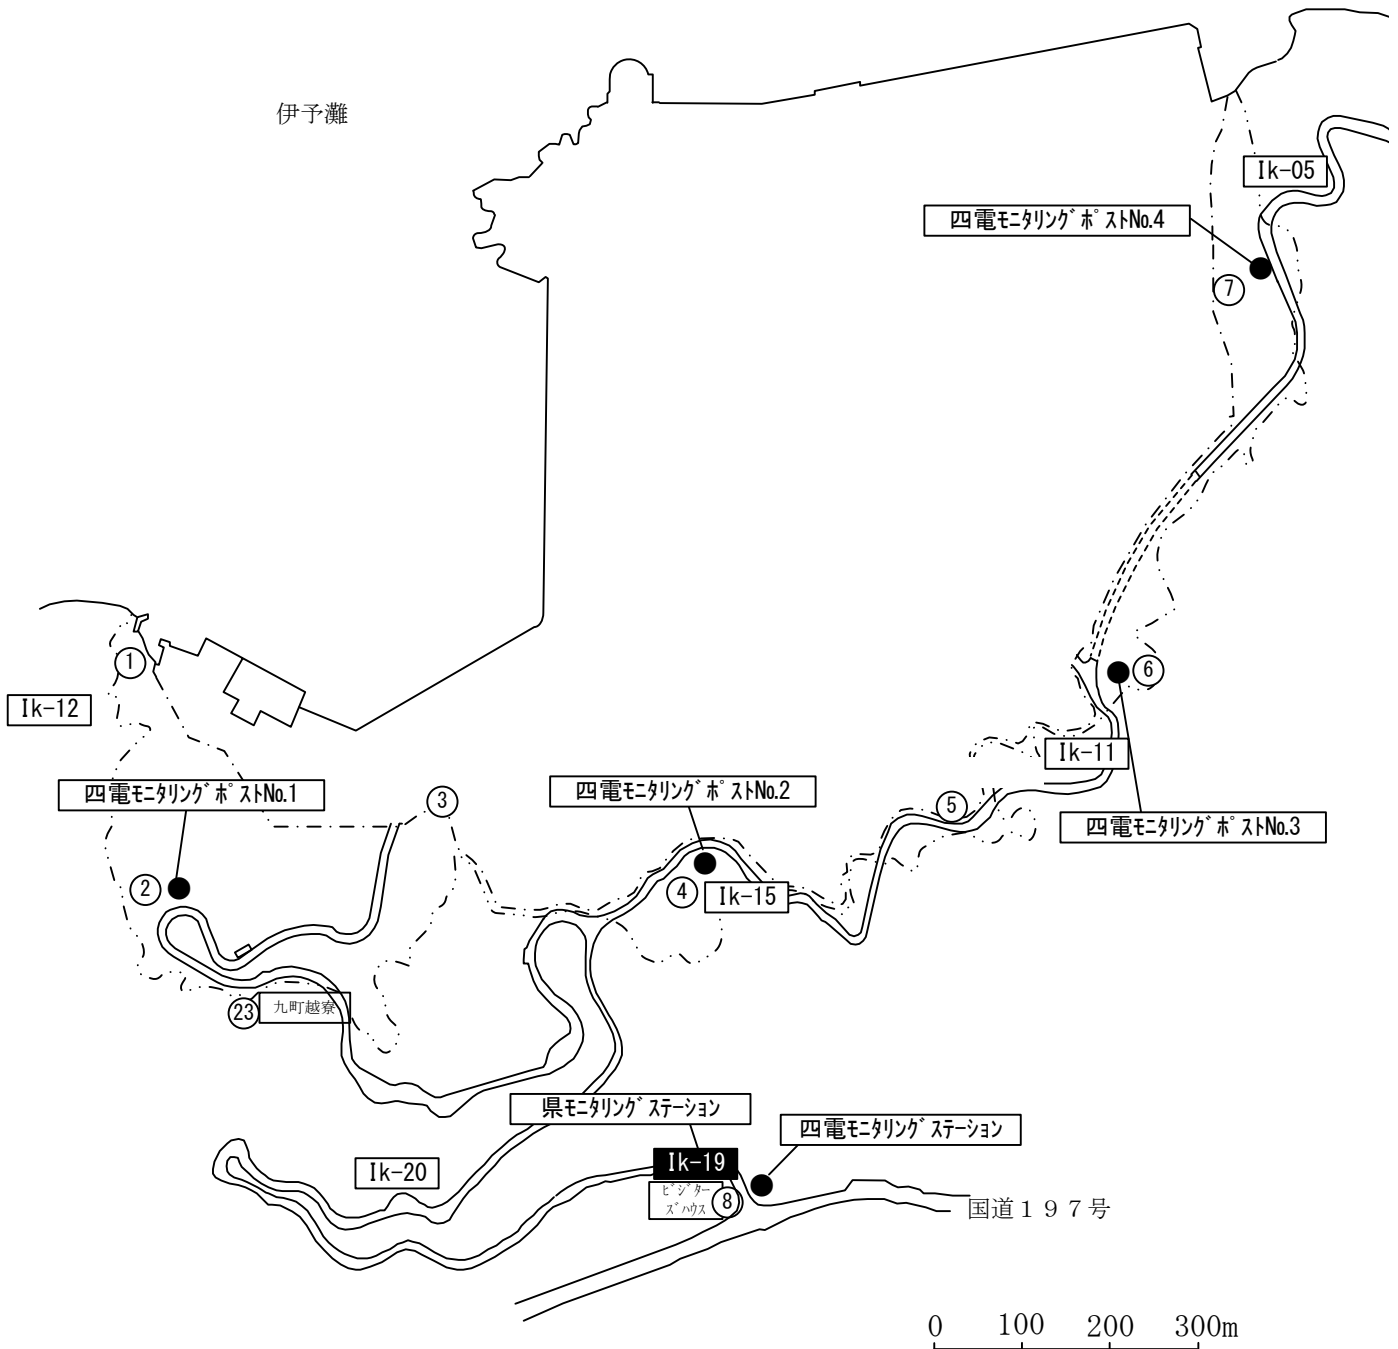 伊予灘
Ik-05
四電ﾓﾆﾀﾘﾝｸﾞﾎﾟｽﾄNo.4
7
1
6
Ik-12
Ik-11
四電ﾓﾆﾀﾘﾝｸﾞﾎﾟｽﾄNo.1
3
四電ﾓﾆﾀﾘﾝｸﾞﾎﾟｽﾄNo.2
5
四電ﾓﾆﾀﾘﾝｸﾞﾎﾟｽﾄNo.3
2
4
Ik-15
23
九町越寮
県ﾓﾆﾀﾘﾝｸﾞｽﾃｰｼｮﾝ
四電ﾓﾆﾀﾘﾝｸﾞｽﾃｰｼｮﾝ
Ik-20
Ik-19
ﾋﾞｼﾞﾀｰ
ｽﾞﾊｳｽ
8
国道１９７号
0 100 200 300m